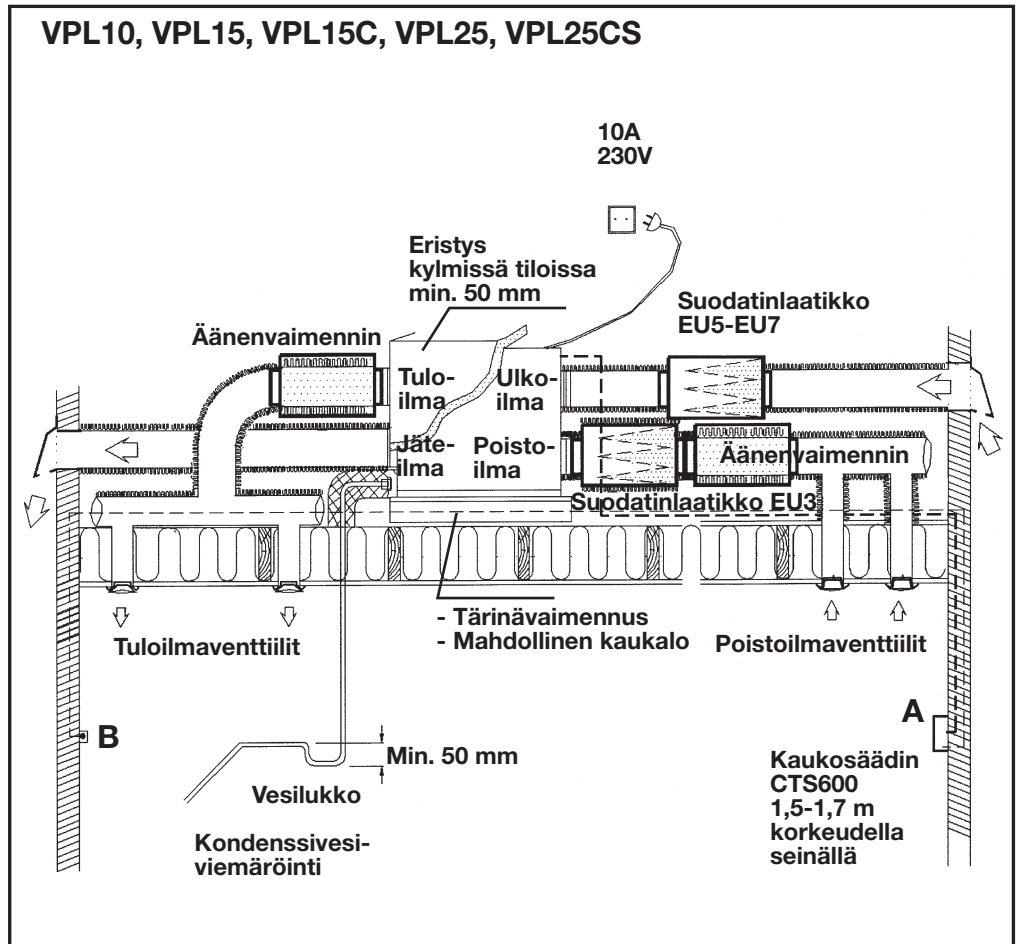 VPL10, VPL15, VPL15C, VPL25, VPL25CS
10A
230V
Eristys
kylmissä tiloissa
min. 50 mm
Suodatinlaatikko
EU5-EU7
Äänenvaimennin
Tulo-
ilma
Ulko-
ilma
Jäte-
ilma
Poisto-
ilma
Äänenvaimennin
Suodatinlaatikko EU3
- Tärinävaimennus
- Mahdollinen kaukalo
Tuloilmaventtiilit
Poistoilmaventtiilit
A
B
Min. 50 mm
Vesilukko
Kondenssivesi-
viemäröinti
Kaukosäädin
CTS600
1,5-1,7 m
korkeudella
seinällä